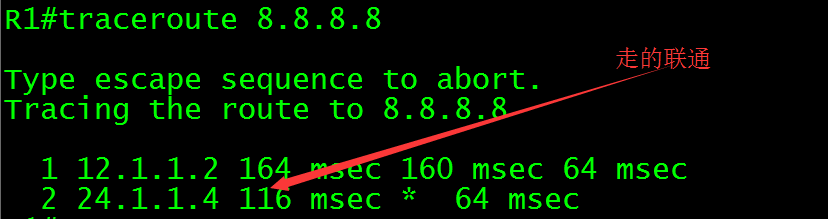 R1#traceroute 8.8.8.8
走的联通
Type escape sequence to abort.
Tracing the route to 8.8.8.8
1 12.1.1.2 164 msec 160 msec 64 msec
2 24.1.1.4 116 msec * 64 msec